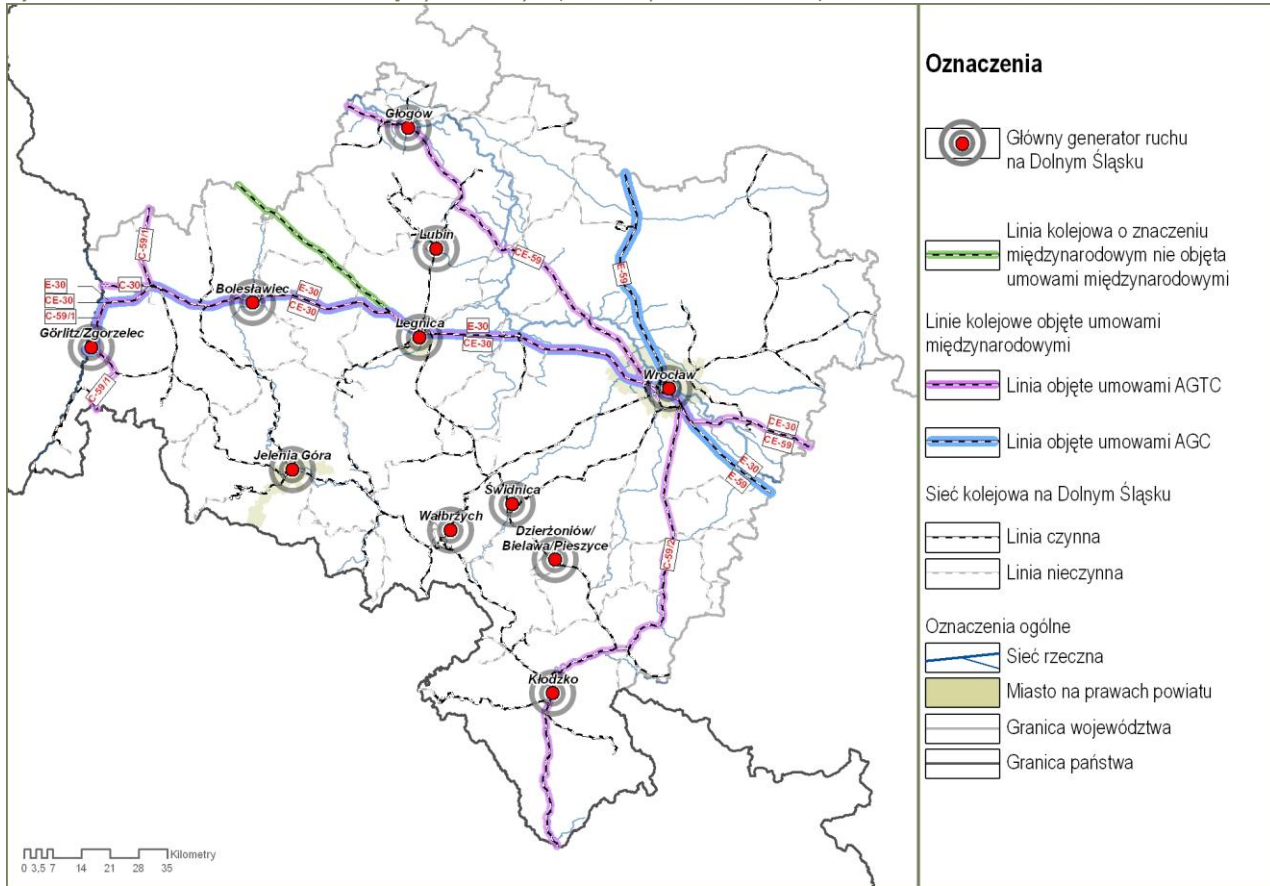 Głogów
Lubin
CE-59
E-59
C-59/1
E-30
CE-30
C-59/1
C-30
Bolesławiec
E-30
CE-30
Görlitz/Zgorzelec
C-59/1
Legnica
E-30
CE-30
Wrocław
CE-30
CE-59
E-30
E-59
Jelenia Góra
Świdnica
Wałbrzych
Dzierżoniów/
Bielawa/Pieszyce
C-59/2
Kłodzko
Kilometry
0 3,5 7 14 21 28 35
Oznaczenia
Główny generator ruchu
na Dolnym Śląsku
Linia kolejowa o znaczeniu
międzynarodowym nie objęta
umowami międzynarodowymi
Linie kolejowe objęte umowami
międzynarodowymi
Linia objęte umowami AGTC
Linia objęte umowami AGC
Sieć kolejowa na Dolnym Śląsku
Linia czynna
Linia nieczynna
Oznaczenia ogólne
Sieć rzeczna
Miasto na prawach powiatu
Granica województwa
Granica państwa